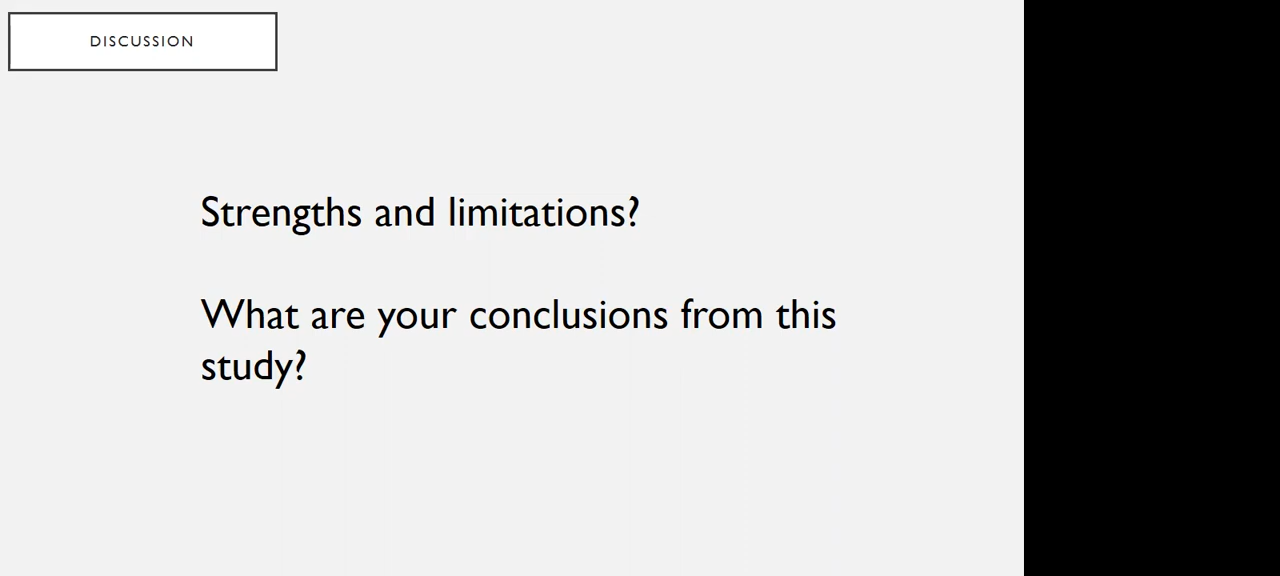 DISCUSSION
Strengths and limitations?
What are your conclusions from this
study?